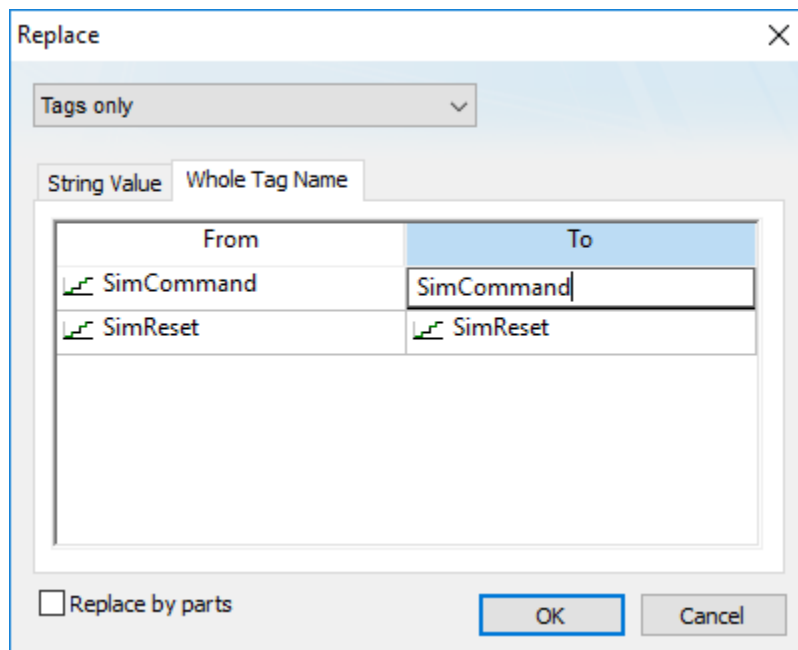 Replace
Tags only
String Value Whole Tag Name
From To
SimCommand SimCommand
SimReset SimReset
Replace by parts OK Cancel